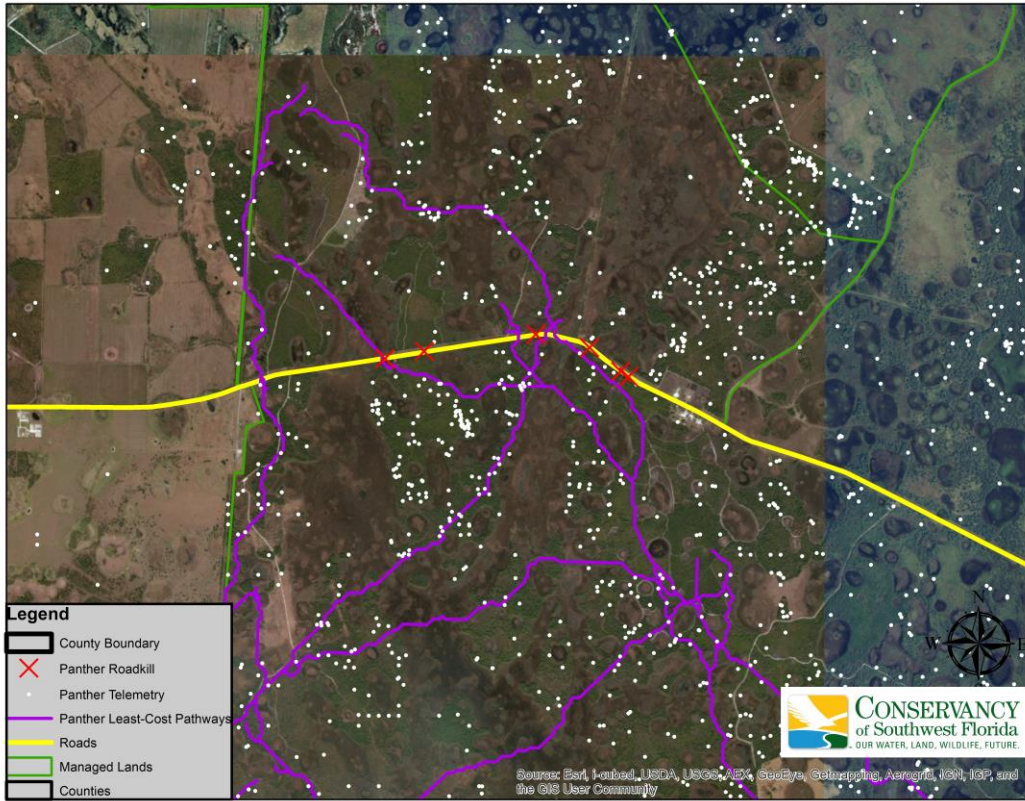 Legend
County Boundary
Panther Roadkill
Panther Telemetry
Panther Least-Cost Pathways
Roads
Managed Lands
Counties
N
W
E
CONSERVANCY
of Southwest Florida
OUR WATER, LAND, WILDLIFE, FUTURE.
Source: Esri, i-cubed, USDA, USGS, AEX, GeoEye, Getmapping, Aerogrid, IGN, IGP, and
the GIS User Community